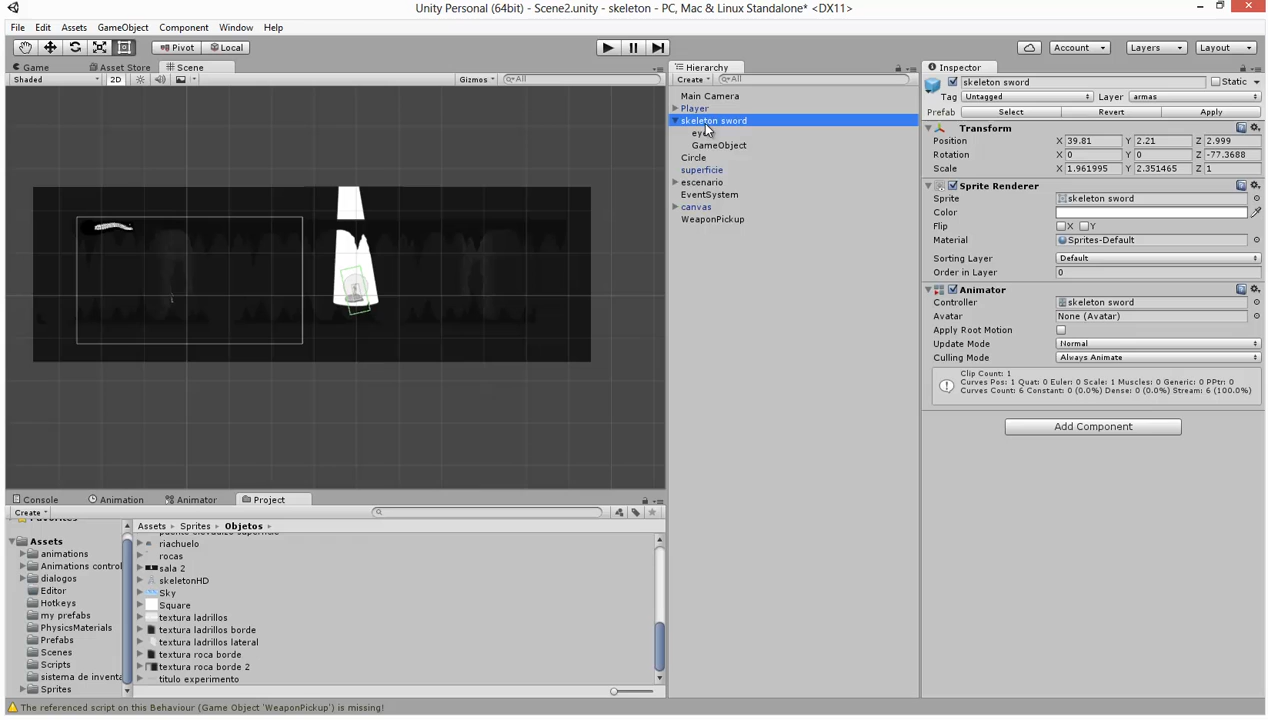 Unity Personal (64bit) - Scene2.unity - skeleton - PC, Mac & Linux Standalone* <DX11>
File Edit Assets GameObject Component Window Help
Pivot Local Account Layers Layout
Game Asset Store Scene
Shaded 2D Gizmos All
Hierarchy
Create All
Main Camera
Player
skeleton sword
GameObject
Circle
superficie
escenario
EventSystem
canvas
WeaponPickup
Inspector
skeleton sword Static
Tag Untagged Layer armas
Prefab Select Revert Apply
Transform
Position X 39.81 Y 2.21 Z 2.999
Rotation X 0 Y 0 Z -77.3688
Scale X 1.961995 Y 2.351465 Z 1
Sprite Renderer
Sprite skeleton sword
Color
Flip X Y
Material Sprites-Default
Sorting Layer Default
Order in Layer 0
Animator
Controller skeleton sword
Avatar None (Avatar)
Apply Root Motion
Update Mode Normal
Culling Mode Always Animate
Clip Count: 1
Curves Pos: 1 Quat: 0 Euler: 0 Scale: 1 Muscles: 0 Generic: 0 PPtr: 0
Curves Count: 6 Constant: 0 (0.0%) Dense: 0 (0.0%) Stream: 6 (100.0%)
Add Component
Console Animation Animator Project
Create
Assets
animations
Animations control
dialogos
Editor
Hotkeys
my prefabs
PhysicsMaterials
Prefabs
Scenes
Scripts
sistema de inventa
Sprites
Assets Sprites Objetos
riachuelo
rocas
sala 2
skeletonHD
Sky
Square
textura ladrillos
textura ladrillos borde
textura ladrillos lateral
textura roca borde
textura roca borde 2
titulo experimento
The referenced script on this Behaviour (Game Object 'WeaponPickup') is missing!